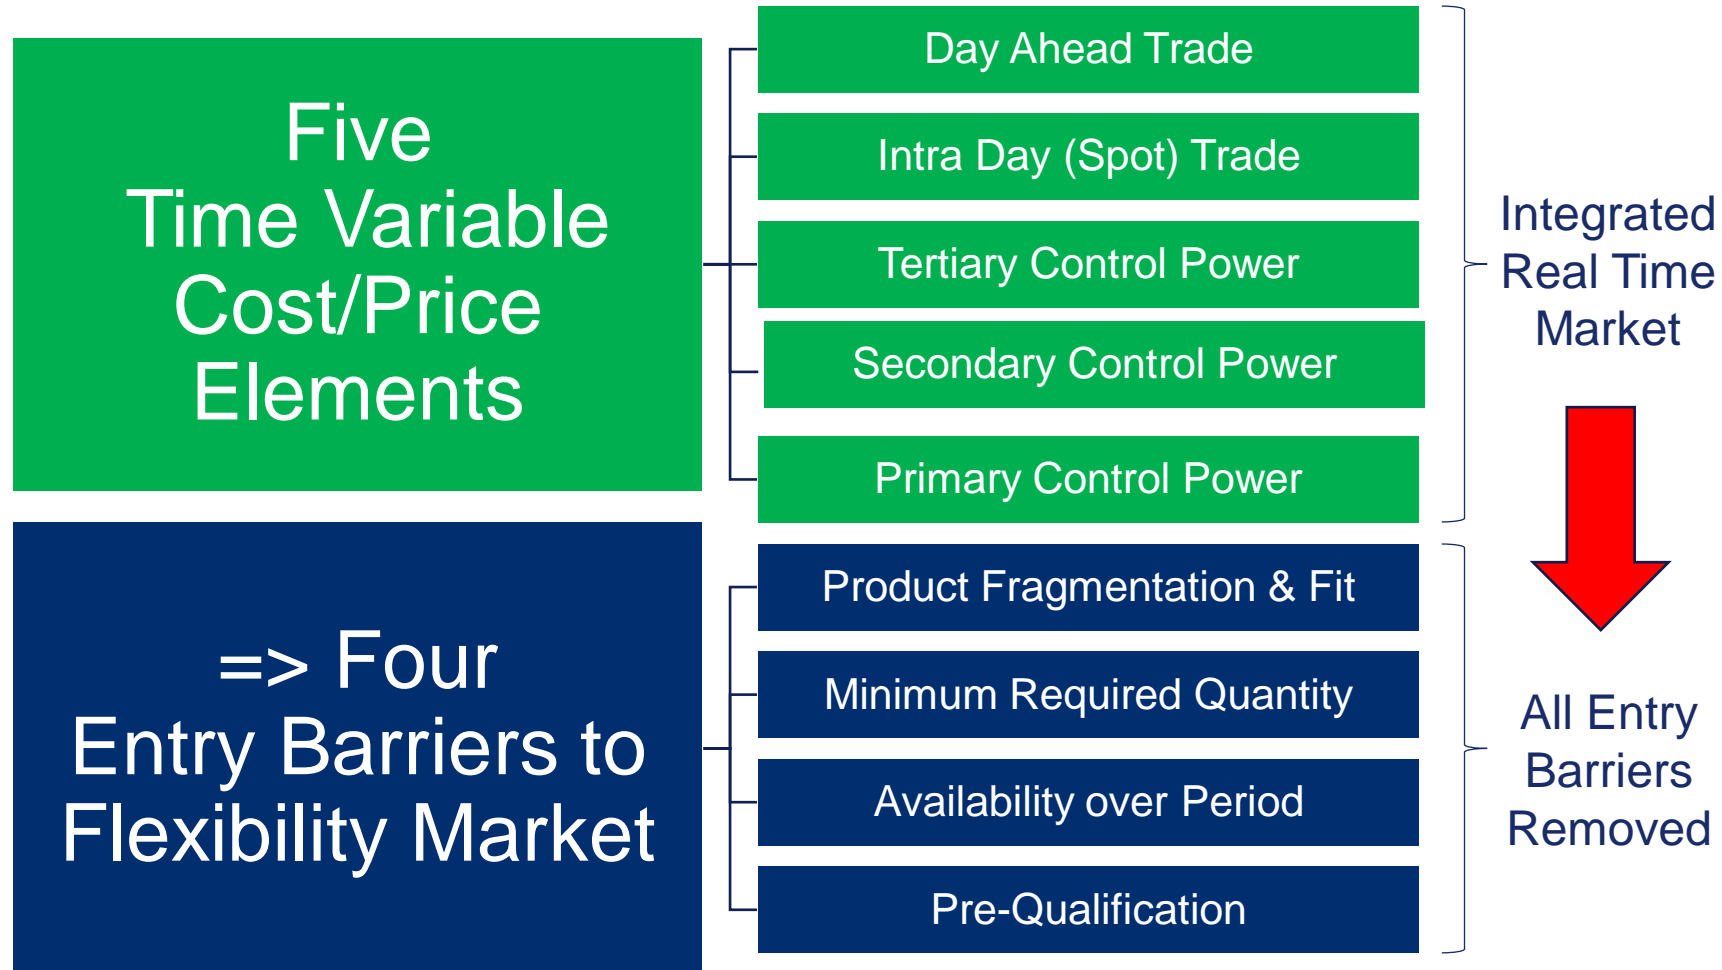 Five
Time Variable
Cost/Price
Elements
Day Ahead Trade
Intra Day (Spot) Trade
Tertiary Control Power
Secondary Control Power
Primary Control Power
Integrated
Real Time
Market
=> Four
Entry Barriers to
Flexibility Market
Product Fragmentation & Fit
Minimum Required Quantity
Availability over Period
Pre-Qualification
All Entry
Barriers
Removed